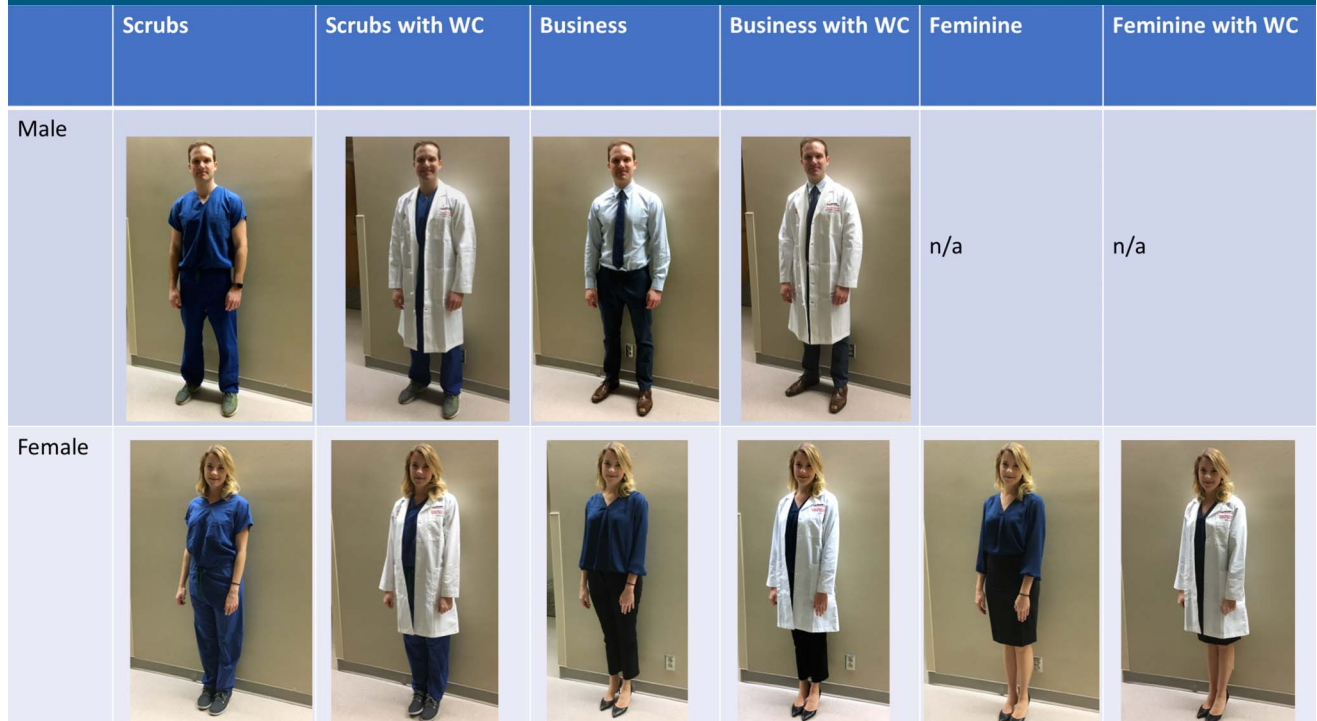 Scrubs
Scrubs with WC
Business
Business with WC
Feminine
Feminine with WC
Male
n/a
n/a
Female